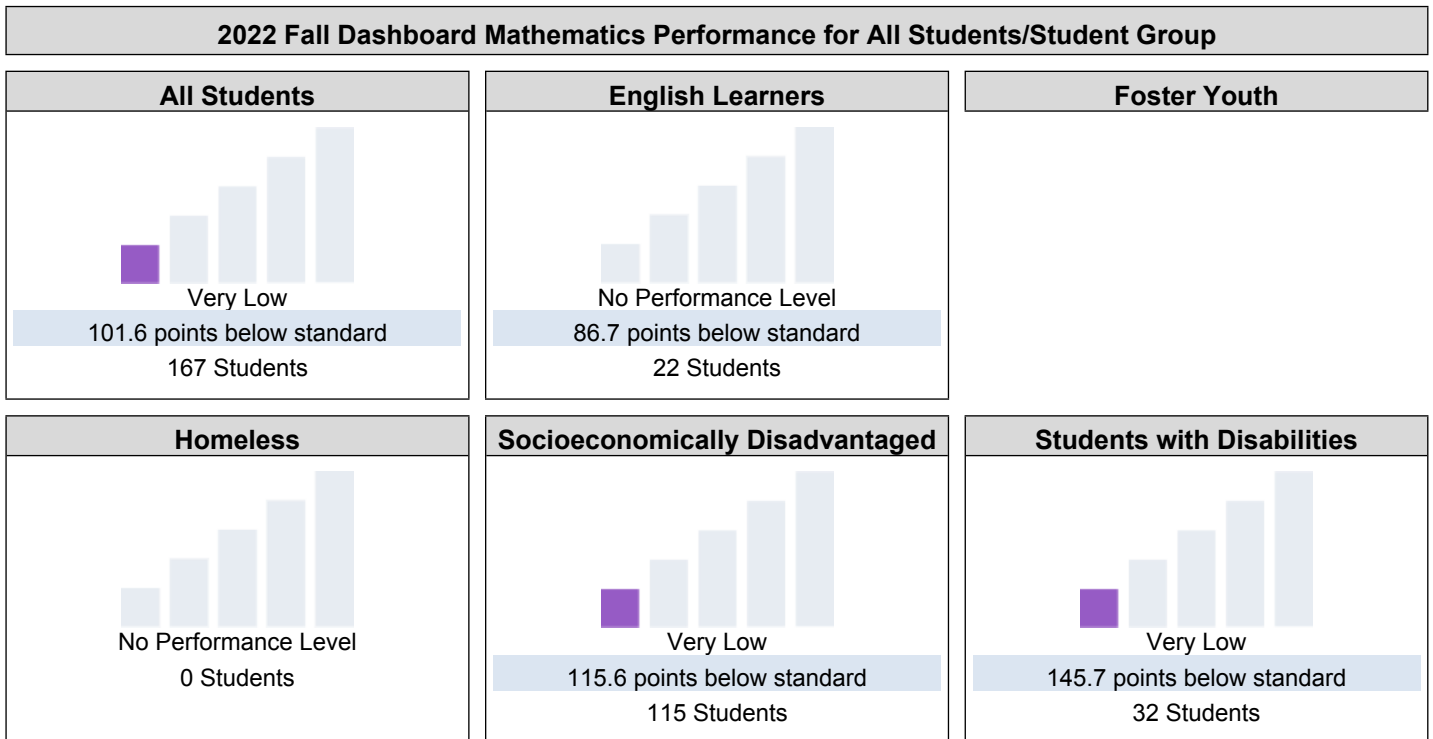 2022 Fall Dashboard Mathematics Performance for All Students/Student Group
All Students
Very Low
101.6 points below standard
167 Students
English Learners
No Performance Level
86.7 points below standard
22 Students
Foster Youth
Homeless
No Performance Level
0 Students
Socioeconomically Disadvantaged
Very Low
115.6 points below standard
115 Students
Students with Disabilities
Very Low
145.7 points below standard
32 Students